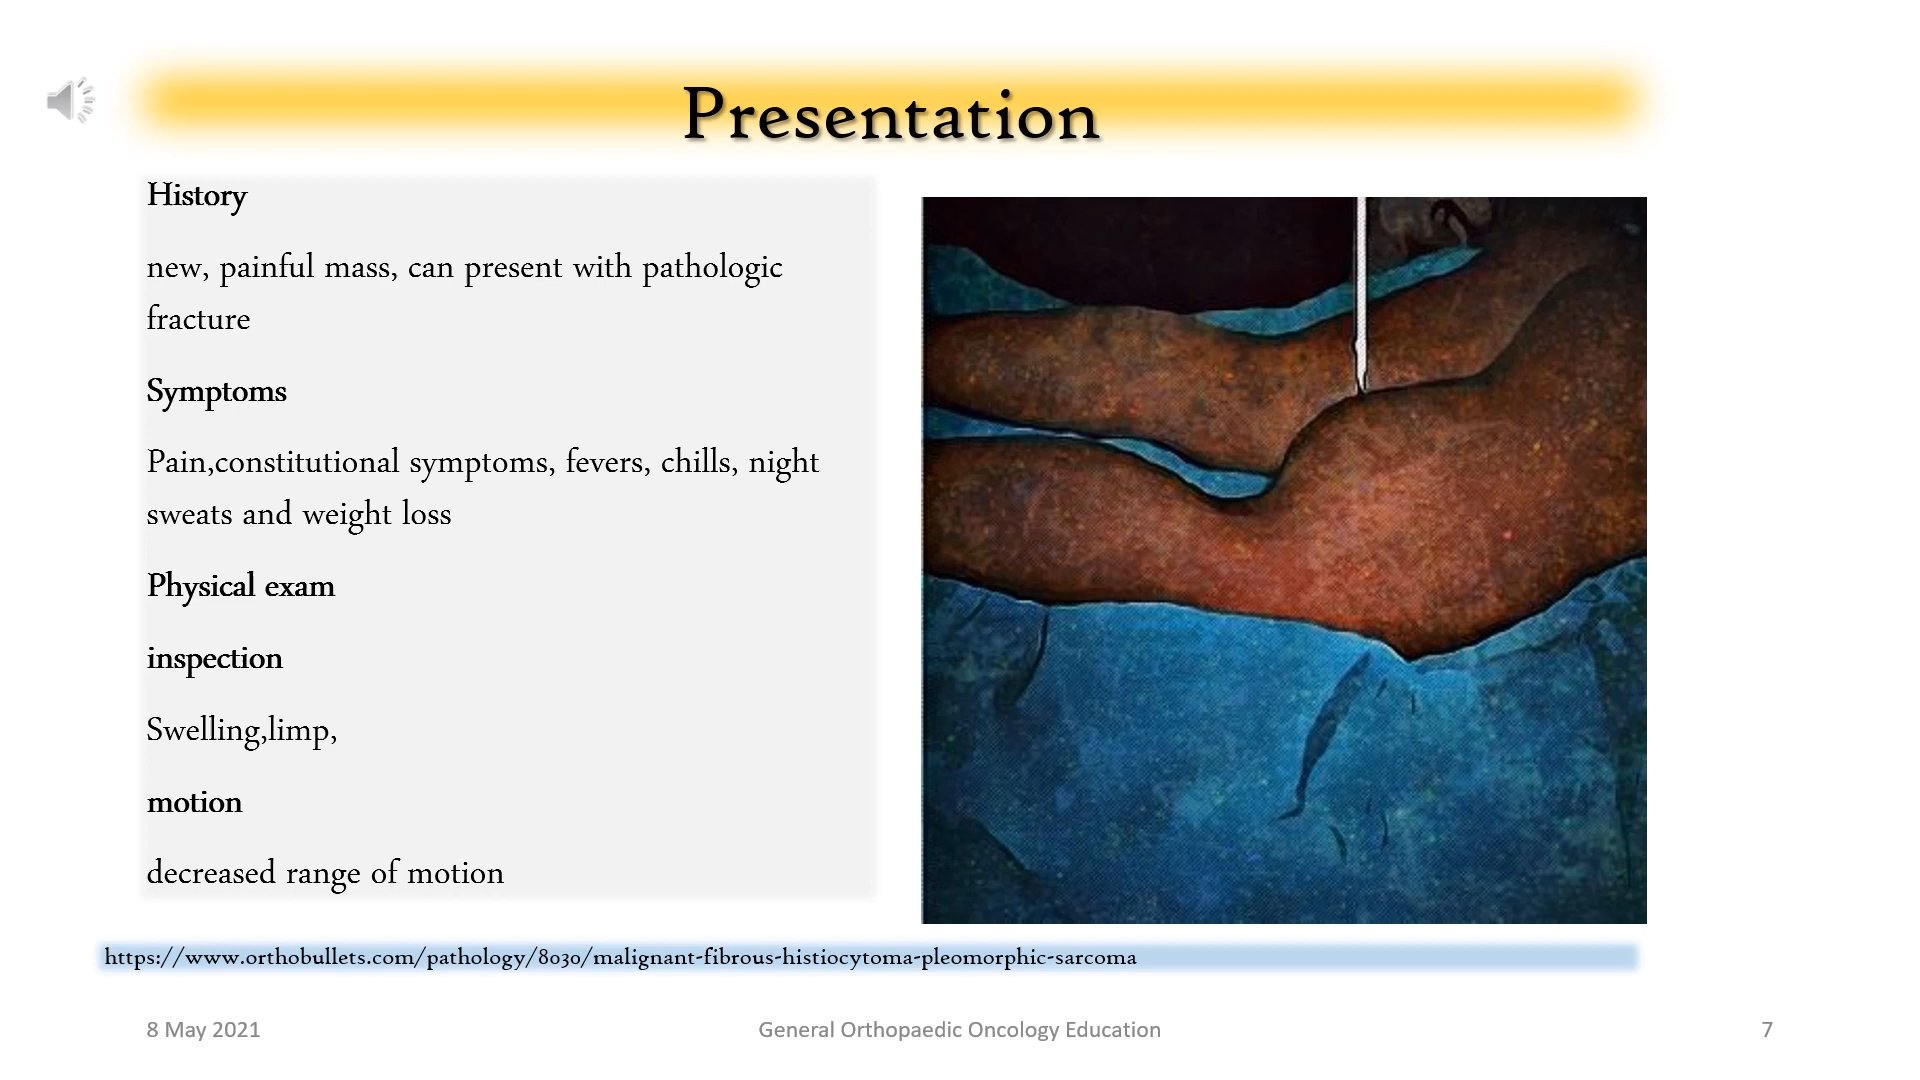 Presentation
History
new, painful mass, can present with pathologic
fracture
Symptoms
Pain,constitutional symptoms, fevers, chills, night
sweats and weight loss
Physical exam
inspection
Swelling,limp,
motion
decreased range of motion
https://www.orthobullets.com/pathology/8030/malignant-fibrous-histiocytoma-pleomorphic-sarcoma
8 May 2021
General Orthopaedic Oncology Education
7